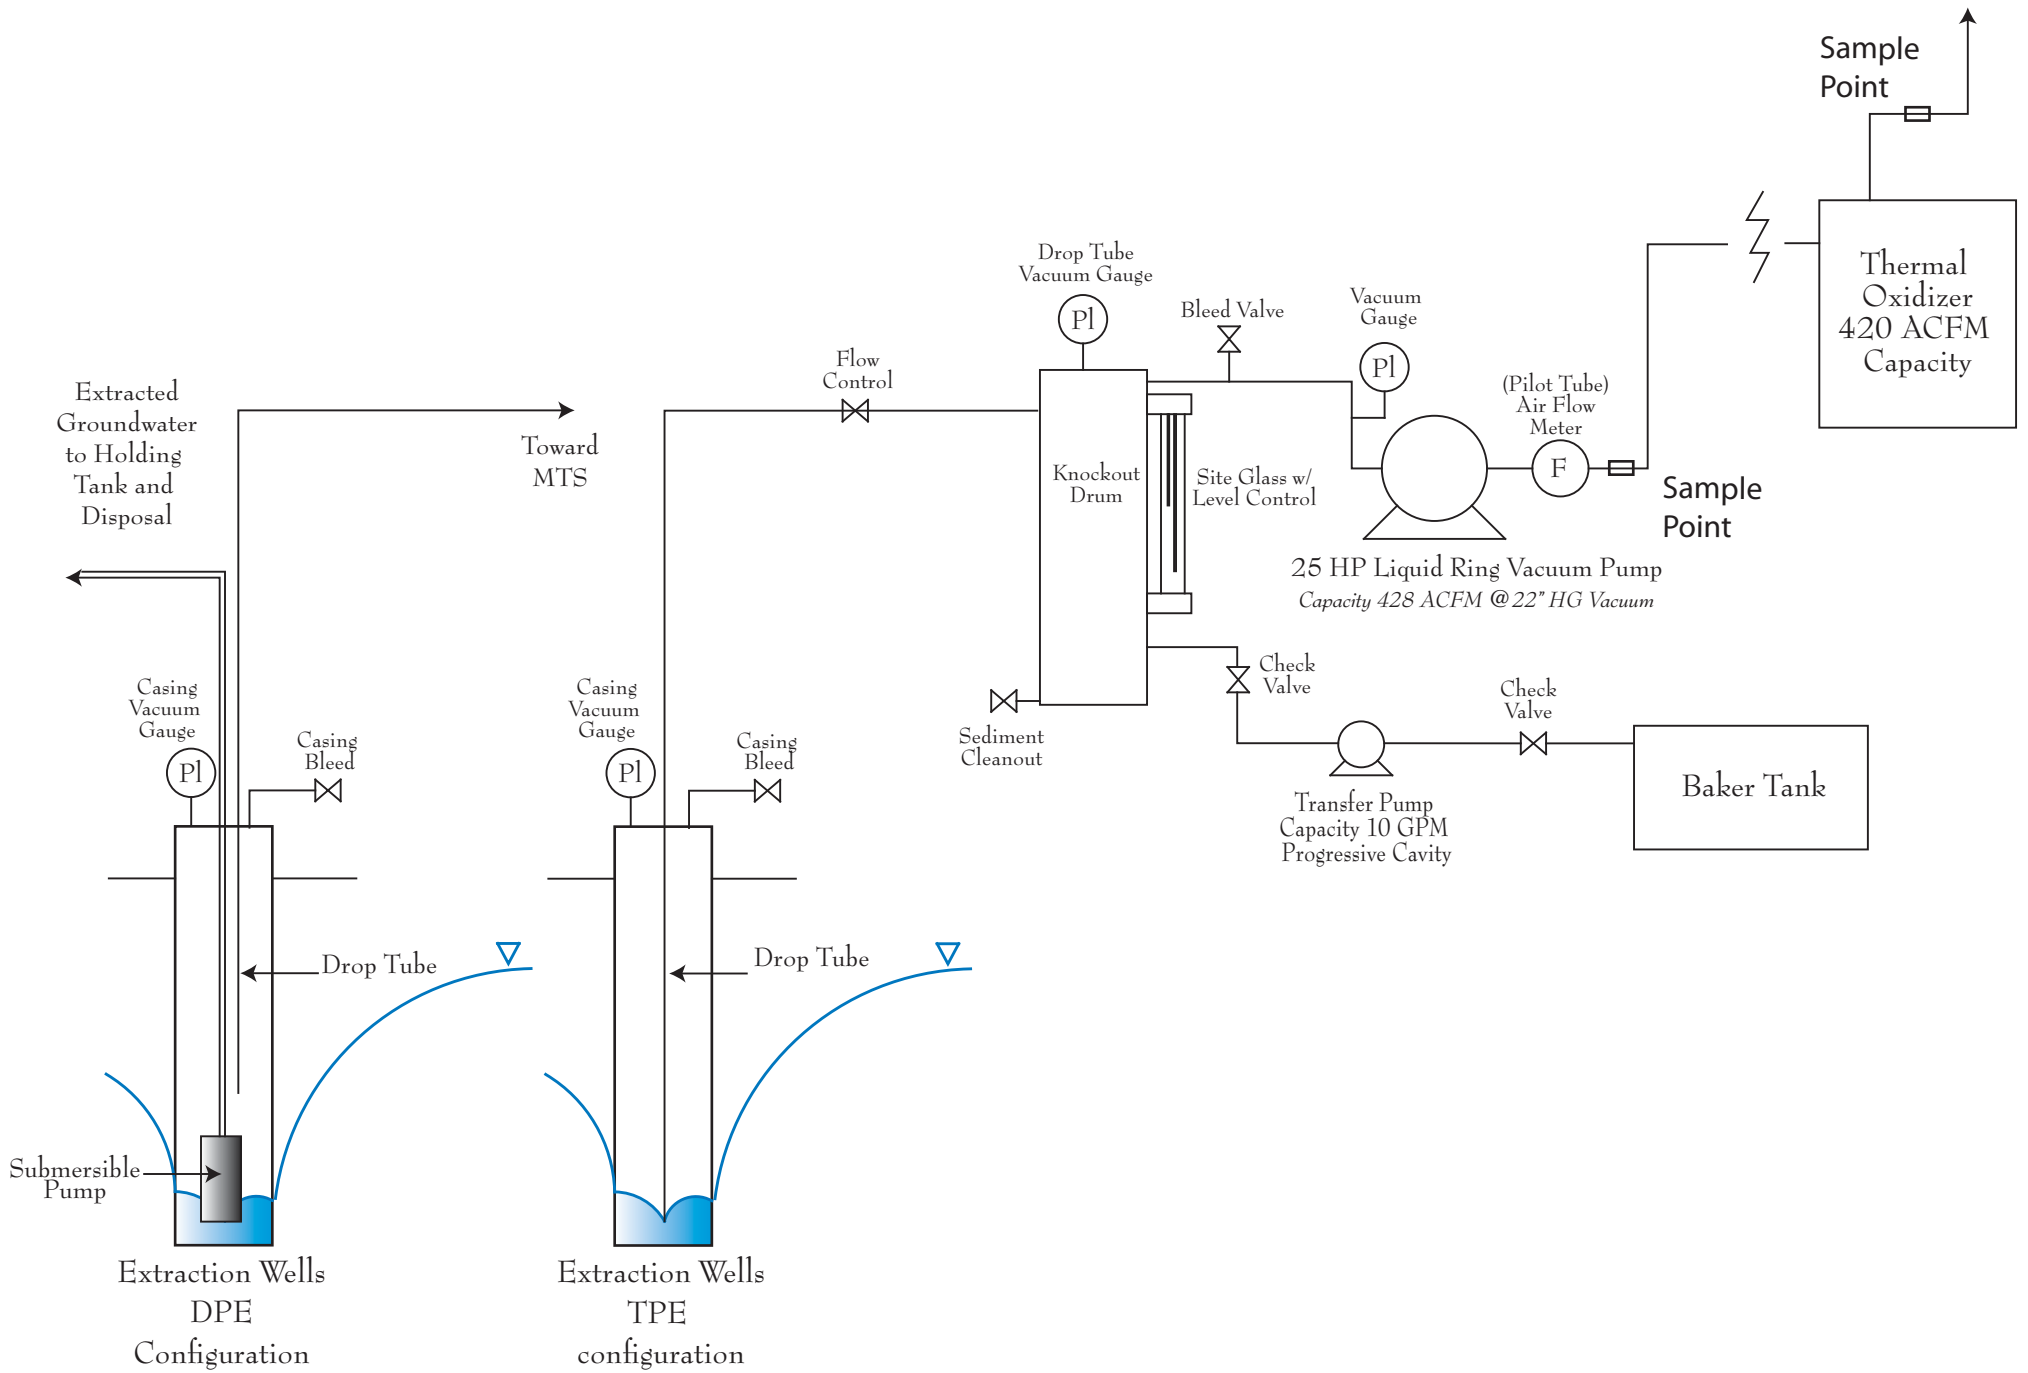 Sample
Point
Thermal
Oxidizer
420 ACFM
Capacity
Drop Tube
Vacuum Gauge
Pl
Bleed Valve
Vacuum
Gauge
Pl
Flow
Control
(Pilot Tube)
Air Flow
Meter
F
Sample
Point
Extracted
Groundwater
to Holding
Tank and
Disposal
Toward
MTS
Knockout
Drum
Site Glass w/
Level Control
25 HP Liquid Ring Vacuum Pump
Capacity 428 ACFM @ 22" HG Vacuum
Casing
Vacuum
Gauge
Pl
Casing
Bleed
Casing
Vacuum
Gauge
Pl
Casing
Bleed
Sediment
Cleanout
Check
Valve
Check
Valve
Transfer Pump
Capacity 10 GPM
Progressive Cavity
Baker Tank
Drop Tube
Drop Tube
Submersible
Pump
Extraction Wells
DPE
Configuration
Extraction Wells
TPE
configuration